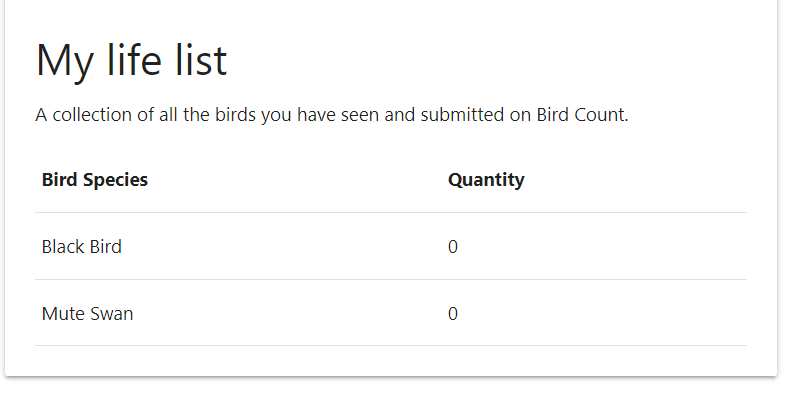 My life list
A collection of all the birds you have seen and submitted on Bird Count.
Bird Species Quantity
Black Bird 0
Mute Swan 0